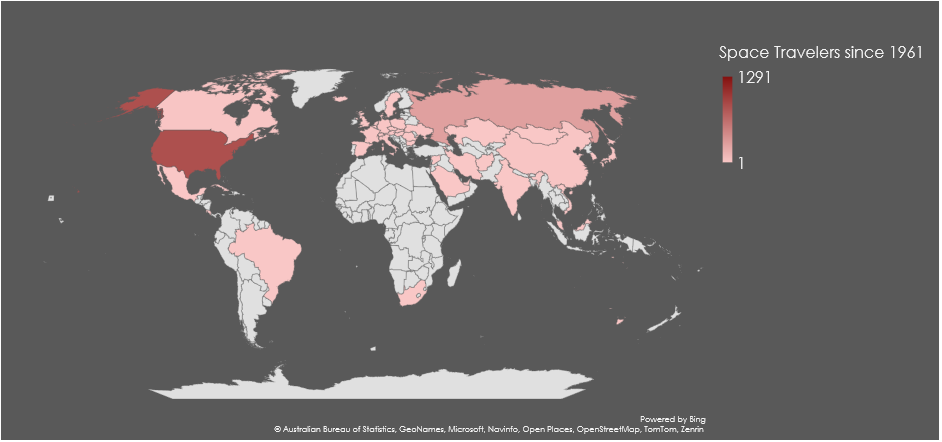 Space Travelers since 1961
1291
1
Powered by Bing
© Australian Bureau of Statistics, GeoNames, Microsoft, Navinfo, Open Places, OpenStreetMap, TomTom, Zenrin